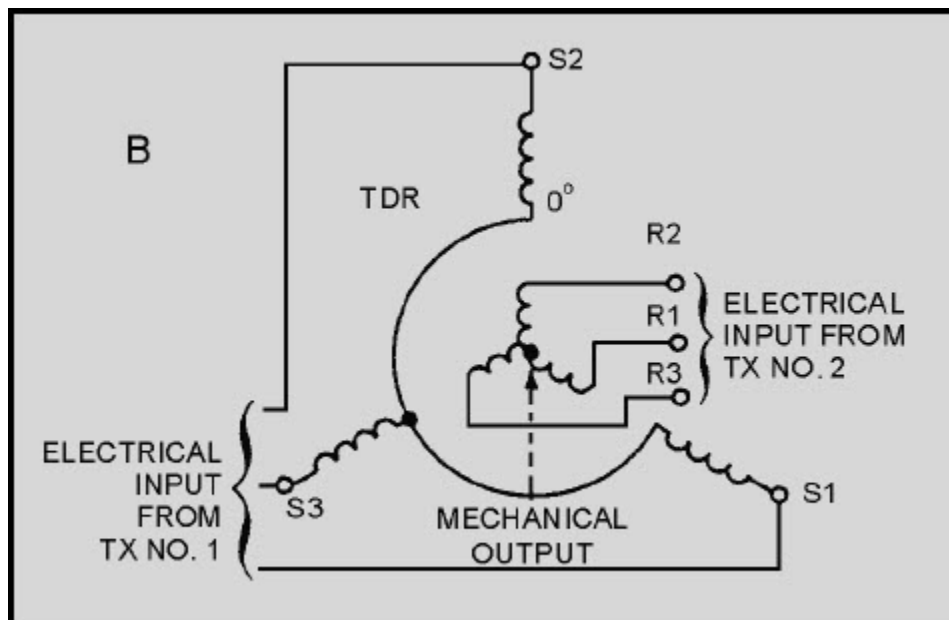 S2
B
TDR
0°
R2
R1
R3
ELECTRICAL
INPUT FROM
TX NO. 2
ELECTRICAL
INPUT
FROM
TX NO. 1
S3
MECHANICAL
OUTPUT
S1